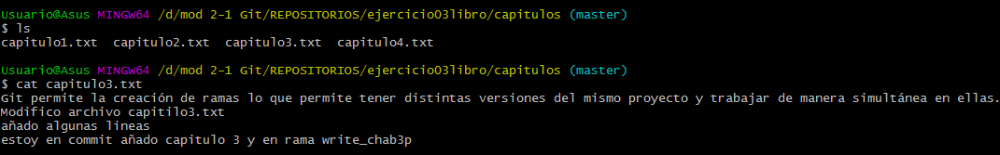 Usuario@Asus MINGW64 /d/mod 2-1 Git/REPOSITORIOS/ejercicio03libro/capitulos (master)
$ ls
capitulo1.txt  capitulo2.txt  capitulo3.txt  capitulo4.txt
Usuario@Asus MINGW64 /d/mod 2-1 Git/REPOSITORIOS/ejercicio03libro/capitulos (master)
$ cat capitulo3.txt
Git permite la creación de ramas lo que permite tener distintas versiones del mismo proyecto y trabajar de manera simultánea en ellas.
Modifico archivo capitilo3.txt
añado algunas lineas
estoy en commit añado capitulo 3 y en rama write_chab3p